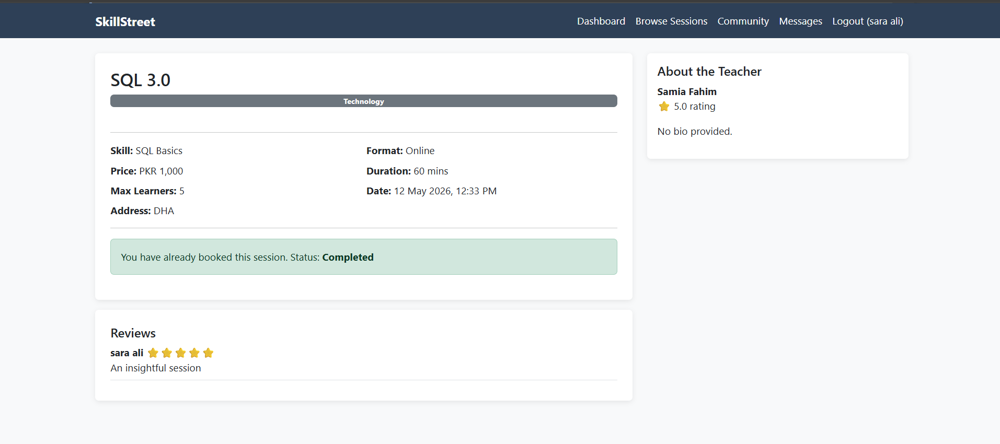 SkillStreet
Dashboard Browse Sessions Community Messages Logout (sara ali)
SQL 3.0
Technology
Skill: SQL Basics
Format: Online
Price: PKR 1,000
Duration: 60 mins
Max Learners: 5
Date: 12 May 2026, 12:33 PM
Address: DHA
You have already booked this session. Status: Completed
Reviews
sara ali
An insightful session
About the Teacher
Samia Fahim
5.0 rating
No bio provided.